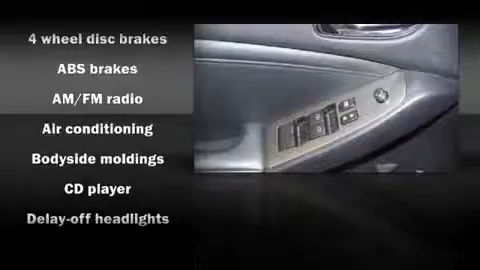 4 wheel disc brakes
ABS brakes
AM/FM radio
Air conditioning
Bodyside moldings
CD player
Delay-off headlights